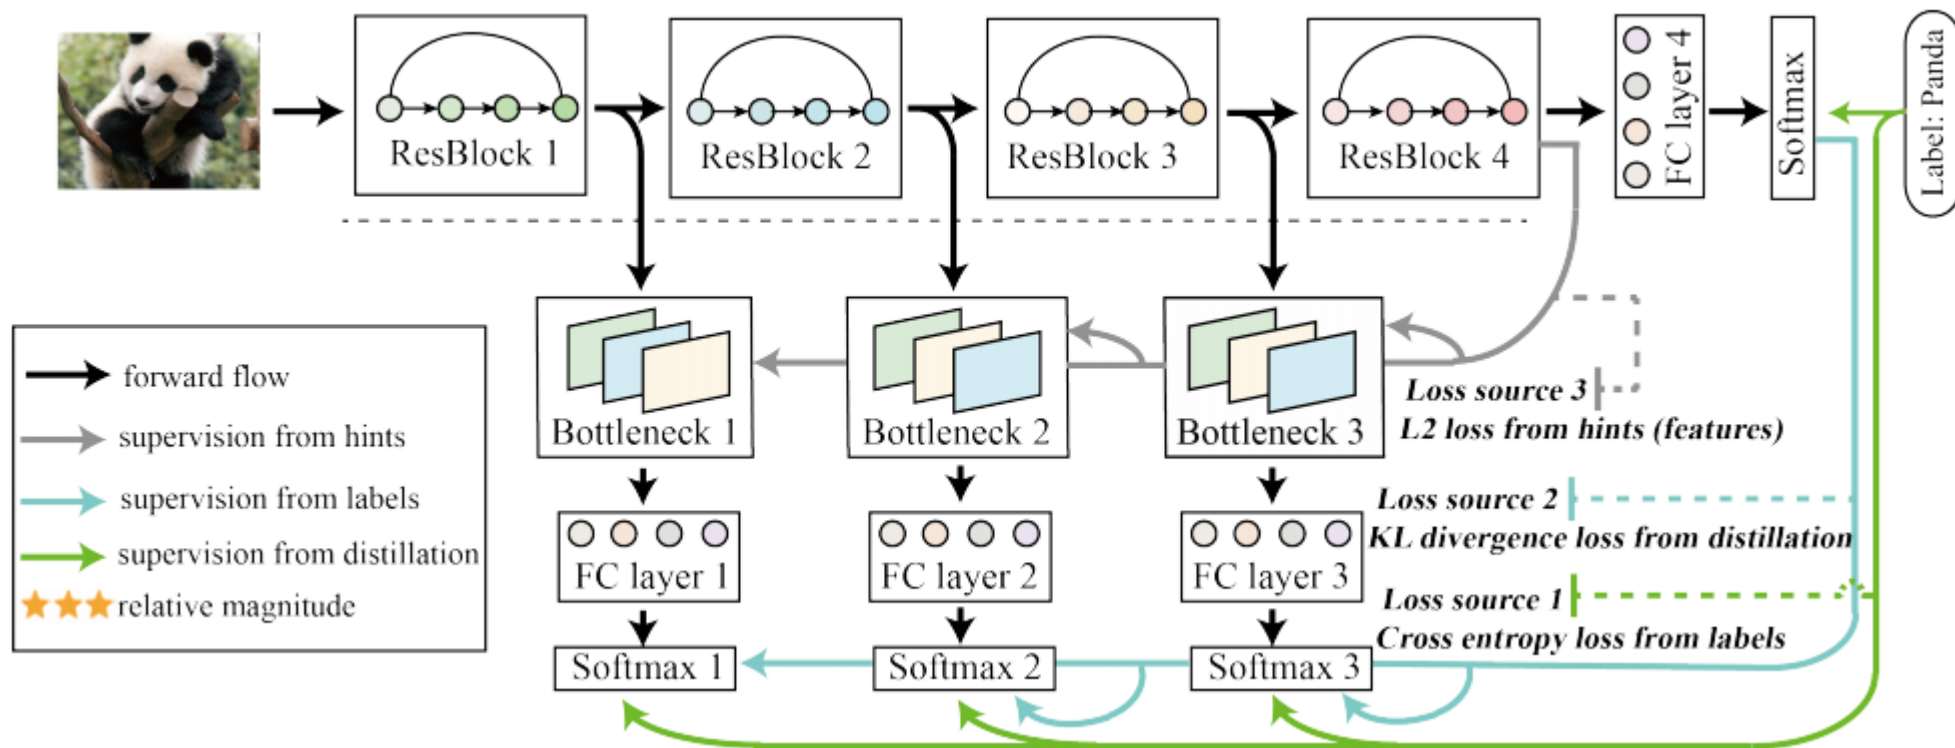 ResBlock 1
ResBlock 2
ResBlock 3
ResBlock 4
FC layer 4
Softmax
Label: Panda
forward flow
supervision from hints
supervision from labels
supervision from distillation
relative magnitude
Bottleneck 1
Bottleneck 2
Bottleneck 3
Loss source 3
L2 loss from hints (features)
Loss source 2
KL divergence loss from distillation
Loss source 1
Cross entropy loss from labels
FC layer 1
FC layer 2
FC layer 3
Softmax 1
Softmax 2
Softmax 3